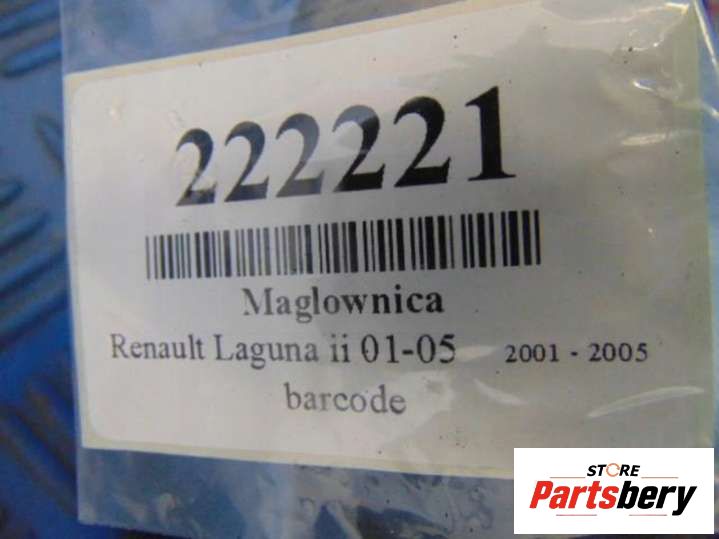 222221
Maglownica
Renault Laguna ii 01-05 2001 - 2005
barcode
STORE
Partsbery